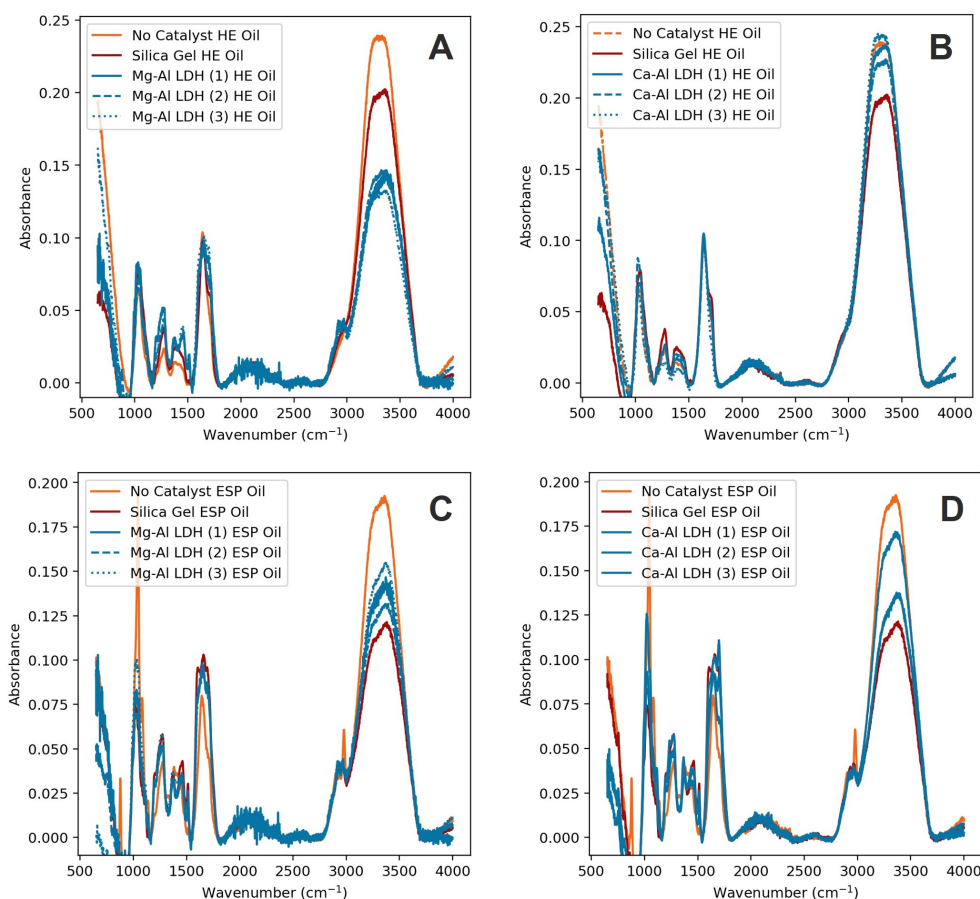 A
No Catalyst HE Oil
Silica Gel HE Oil
Mg-Al LDH (1) HE Oil
Mg-Al LDH (2) HE Oil
Mg-Al LDH (3) HE Oil
0.25
0.20
0.15
0.10
0.05
0.00
Absorbance
500 1000 1500 2000 2500 3000 3500 4000
Wavenumber (cm⁻¹)
B
No Catalyst HE Oil
Silica Gel HE Oil
Ca-Al LDH (1) HE Oil
Ca-Al LDH (2) HE Oil
Ca-Al LDH (3) HE Oil
0.25
0.20
0.15
0.10
0.05
0.00
Absorbance
500 1000 1500 2000 2500 3000 3500 4000
Wavenumber (cm⁻¹)
C
No Catalyst ESP Oil
Silica Gel ESP Oil
Mg-Al LDH (1) ESP Oil
Mg-Al LDH (2) ESP Oil
Mg-Al LDH (3) ESP Oil
0.200
0.175
0.150
0.125
0.100
0.075
0.050
0.025
0.000
Absorbance
500 1000 1500 2000 2500 3000 3500 4000
Wavenumber (cm⁻¹)
D
No Catalyst ESP Oil
Silica Gel ESP Oil
Ca-Al LDH (1) ESP Oil
Ca-Al LDH (2) ESP Oil
Ca-Al LDH (3) ESP Oil
0.200
0.175
0.150
0.125
0.100
0.075
0.050
0.025
0.000
Absorbance
500 1000 1500 2000 2500 3000 3500 4000
Wavenumber (cm⁻¹)